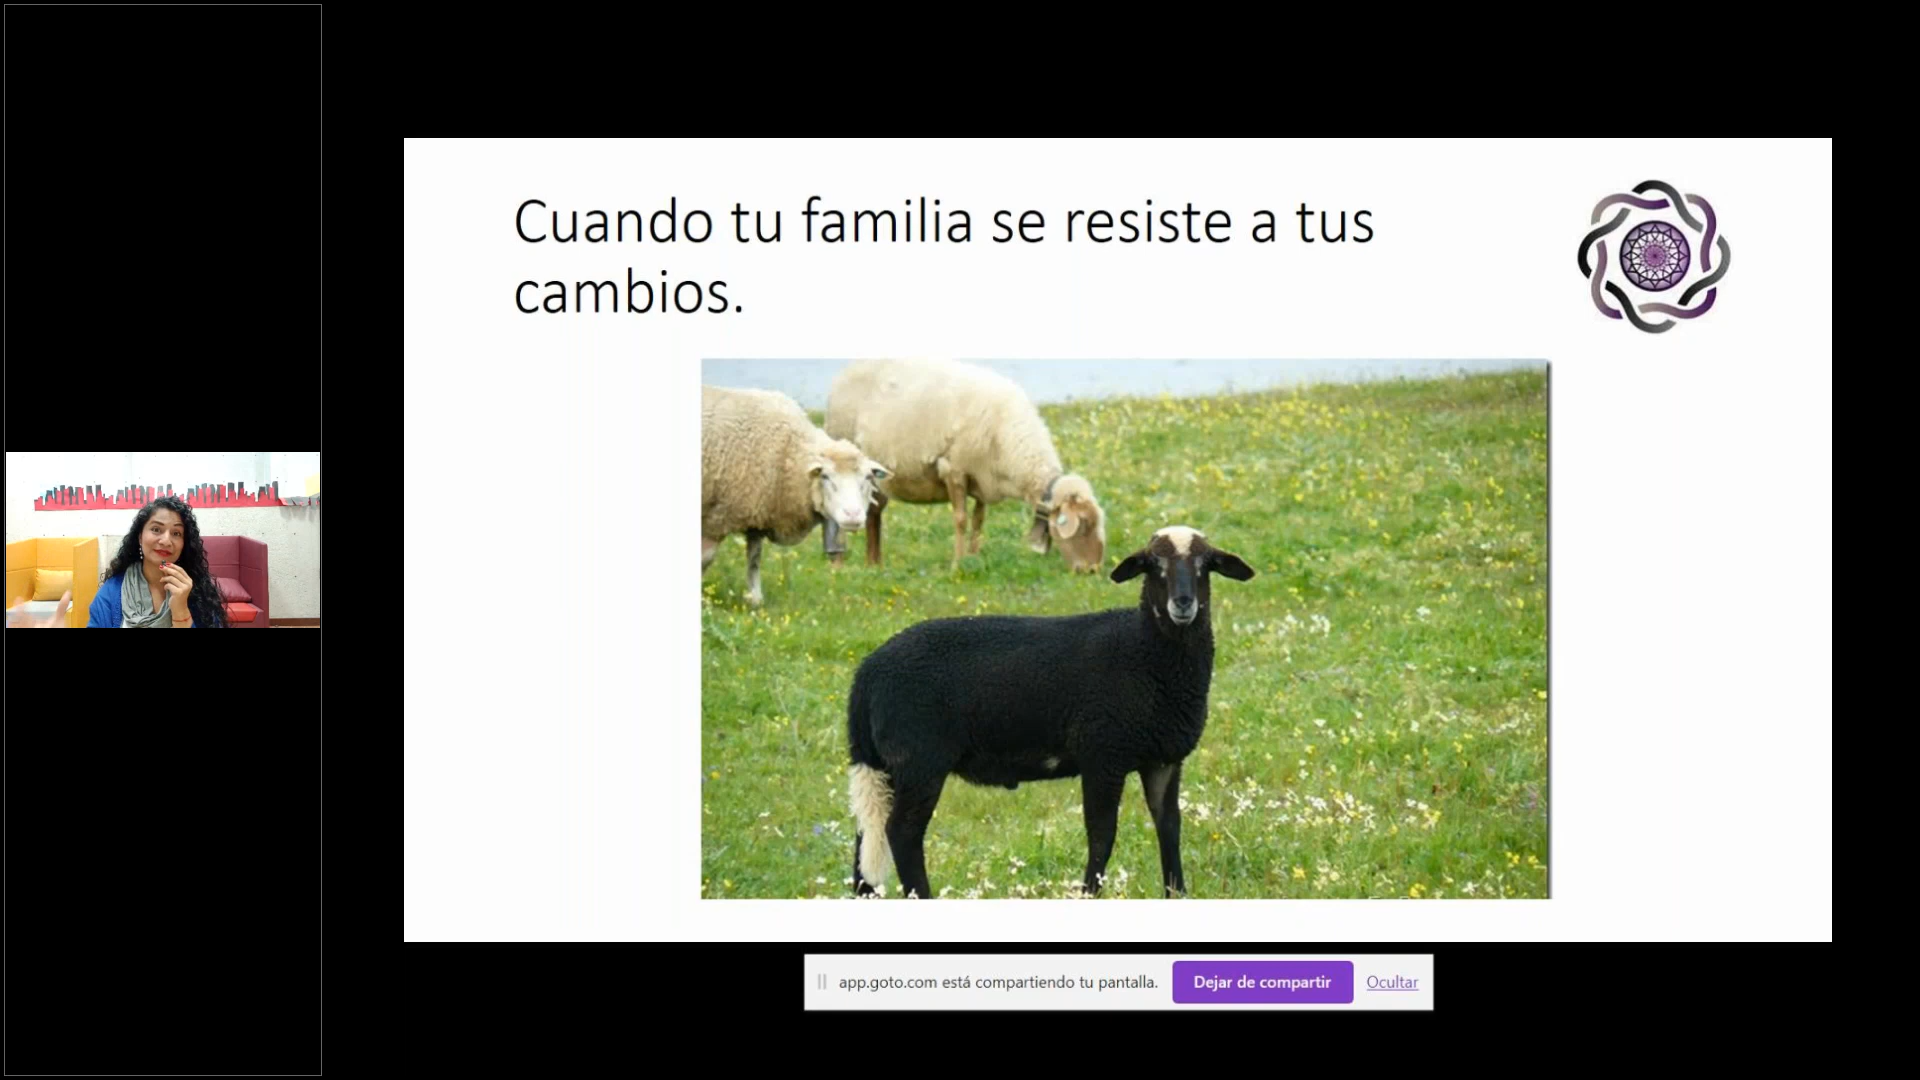 Cuando tu familia se resiste a tus
cambios.
app.goto.com está compartiendo tu pantalla. Dejar de compartir Ocultar